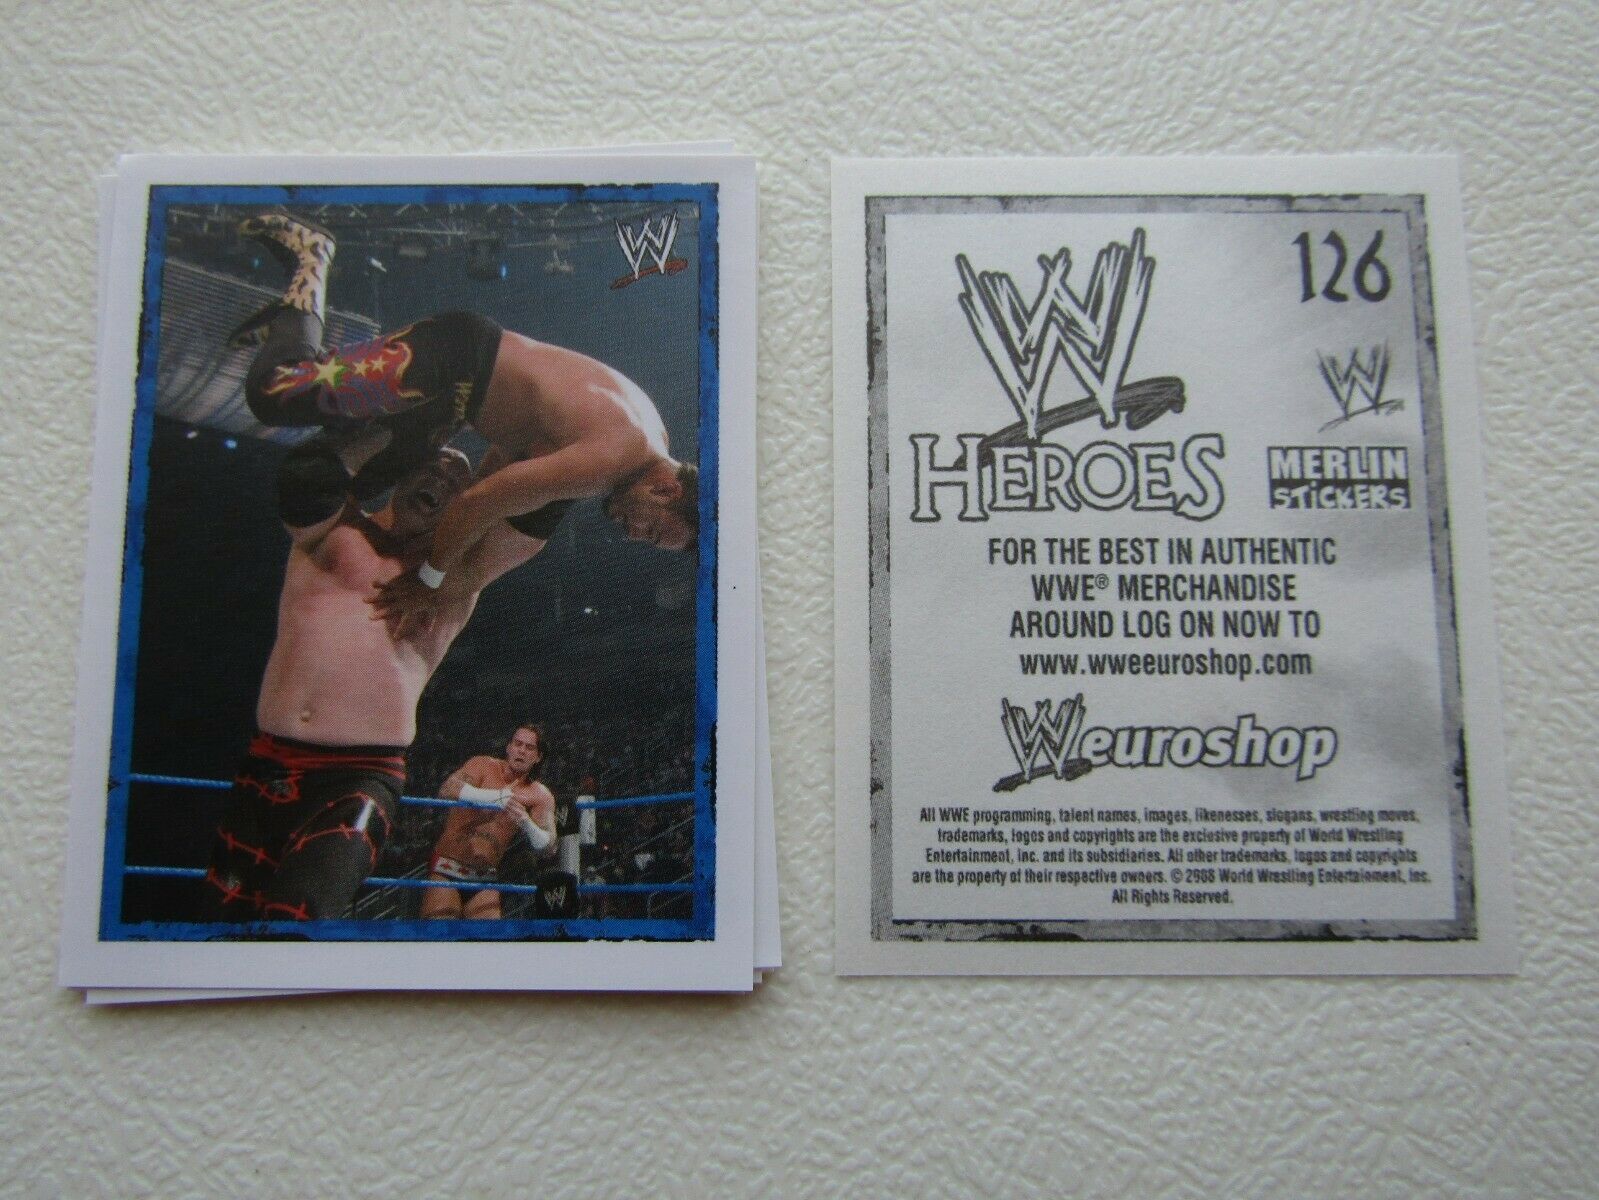 W
126
W
HEROES
W
MERLIN
STICKERS
FOR THE BEST IN AUTHENTIC
WWE® MERCHANDISE
AROUND LOG ON NOW TO
www.wweeuroshop.com
W euroshop
All WWE programming, talent names, images, likenesses, slogans, wrestling moves,
trademarks, logos and copyrights are the exclusive property of World Wrestling
Entertainment, Inc. and its subsidiaries. All other trademarks, logos and copyrights
are the property of their respective owners. © 2008 World Wrestling Entertainment, Inc.
All Rights Reserved.